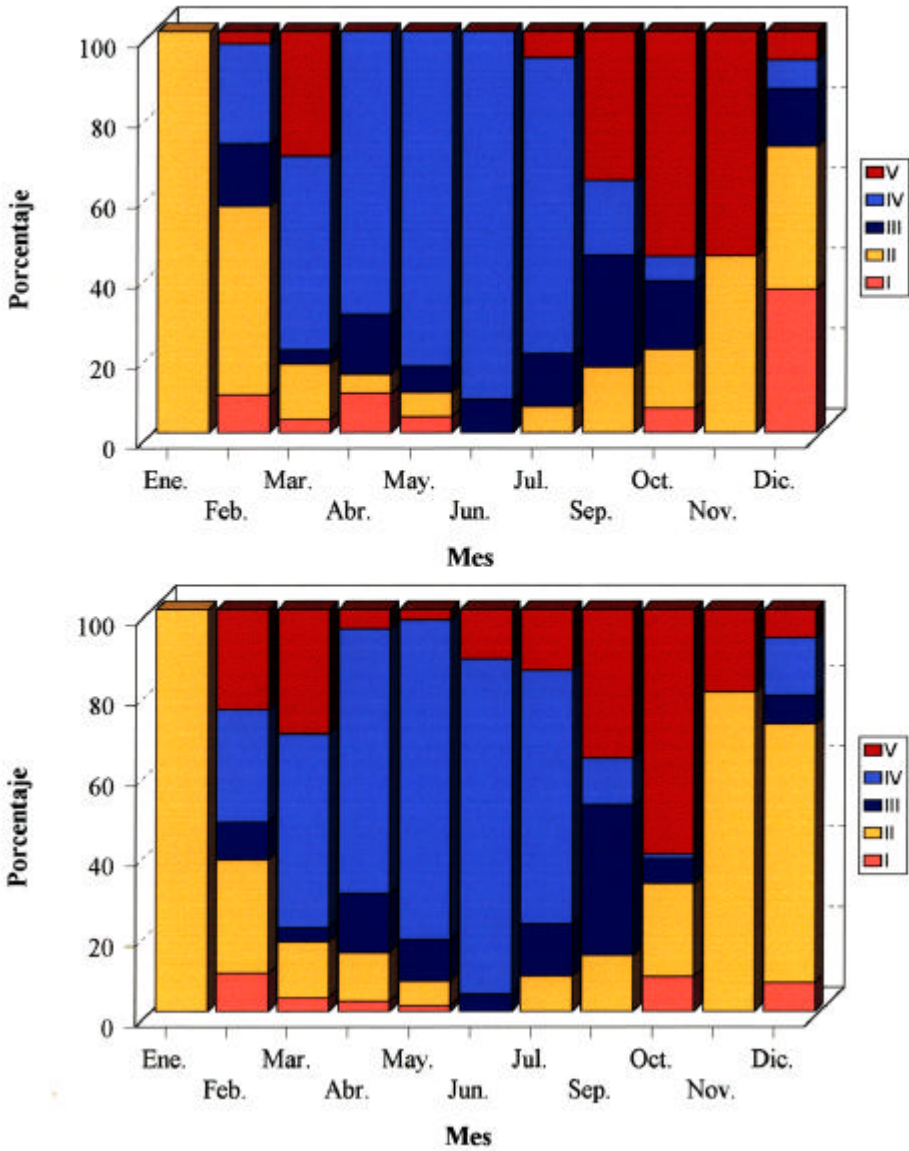 100
80
60
40
20
0
Porcentaje
Ene. Mar. May. Jul. Oct. Dic.
Feb. Abr. Jun. Sep. Nov.
Mes
V
IV
III
II
I
100
80
60
40
20
0
Porcentaje
Ene. Mar. May. Jul. Oct. Dic.
Feb. Abr. Jun. Sep. Nov.
Mes
V
IV
III
II
I